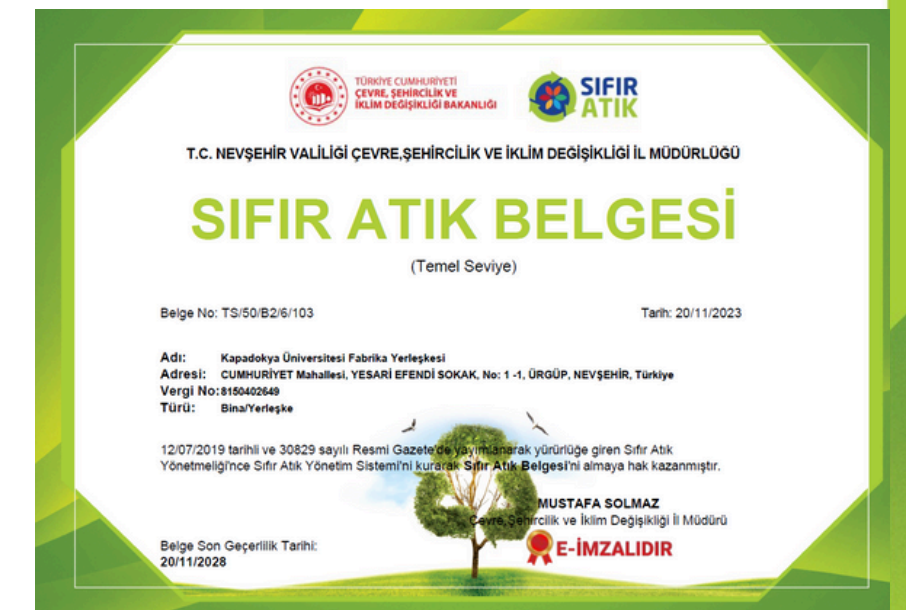 TÜRKİYE CUMHURİYETİ
ÇEVRE, ŞEHİRCİLİK VE
İKLİM DEĞİŞİKLİĞİ BAKANLIĞI
SIFIR
ATIK
T.C. NEVŞEHİR VALİLİĞİ ÇEVRE,ŞEHİRCİLİK VE İKLİM DEĞİŞİKLİĞİ İL MÜDÜRLÜĞÜ
SIFIR ATIK BELGESİ
(Temel Seviye)
Belge No: TS/50/B2/6/103 Tarih: 20/11/2023
Adı: Kapadokya Üniversitesi Fabrika Yerleşkesi
Adresi: CUMHURİYET Mahallesi, YESARİ EFENDİ SOKAK, No: 1 -1, ÜRGÜP, NEVŞEHİR, Türkiye
Vergi No:8150402649
Türü: Bina/Yerleşke
12/07/2019 tarihli ve 30829 sayılı Resmi Gazete'de yayımlanarak yürürlüğe giren Sıfır Atık
Yönetmeliği'nce Sıfır Atık Yönetim Sistemi'ni kurarak Sıfır Atık Belgesi'ni almaya hak kazanmıştır.
MUSTAFA SOLMAZ
Çevre,Şehircilik ve İklim Değişikliği İl Müdürü
E-İMZALIDIR
Belge Son Geçerlilik Tarihi:
20/11/2028